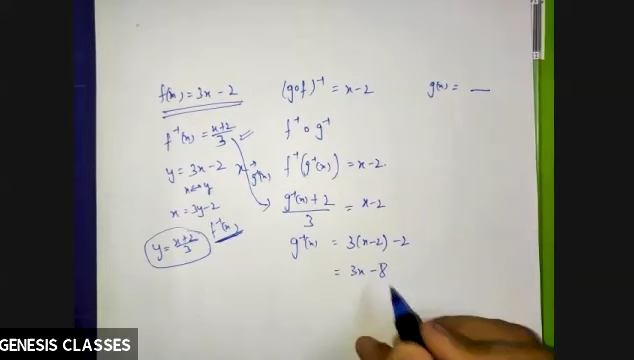 f(x) = 3x - 2
f⁻¹(x) = x+2/3
y = 3x - 2
x ↔ y
x = 3y - 2
y = x+2/3
f⁻¹(x)
(gof)⁻¹ = x - 2
f⁻¹ o g⁻¹
x → g⁻¹(x)
f⁻¹(g⁻¹(x)) = x - 2.
g⁻¹(x) + 2/3 = x - 2
g⁻¹(x) = 3(x-2) - 2
= 3x - 8
g(x) = __
GENESIS CLASSES